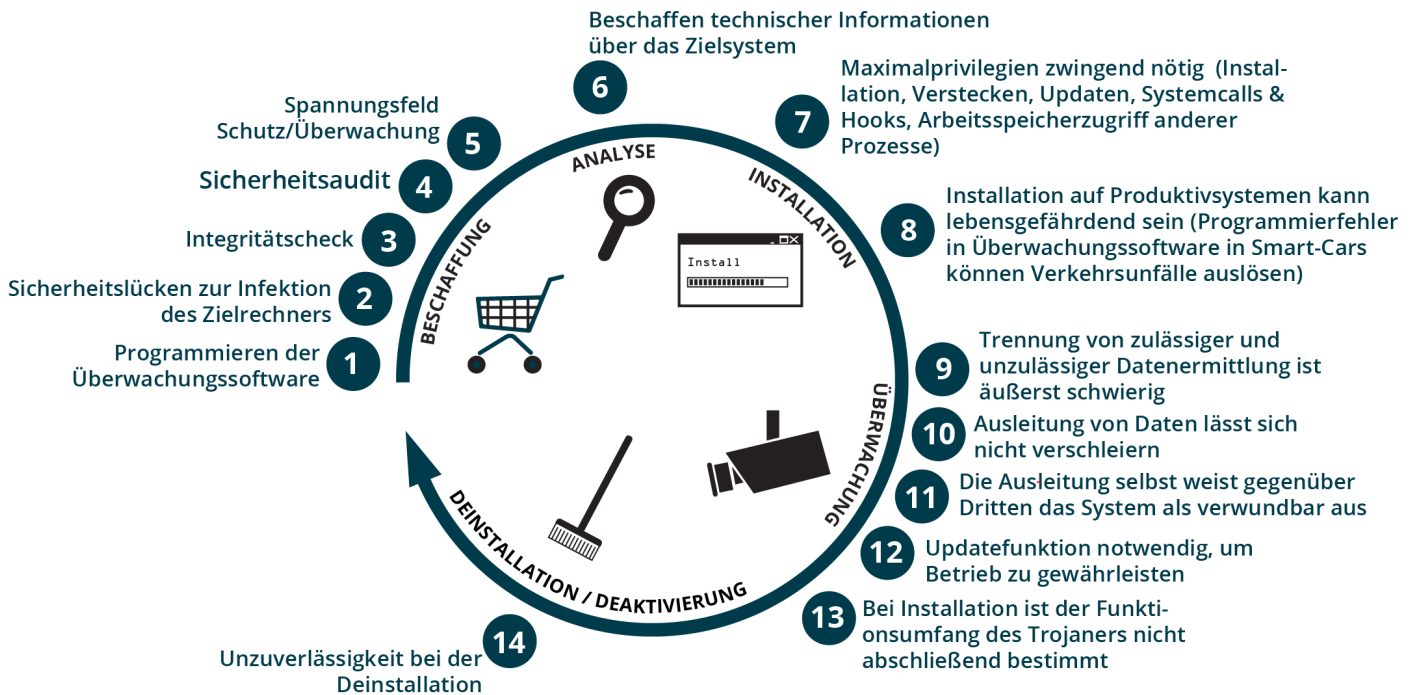 Beschaffen technischer Informationen
über das Zielsystem
6
Maximalprivilegien zwingend nötig (Instal-
lation, Verstecken, Updaten, Systemcalls &
Hooks, Arbeitsspeicherzugriff anderer
Prozesse)
7
Spannungsfeld
Schutz/Überwachung
5
Sicherheitsaudit
4
Integritätscheck
3
Sicherheitslücken zur Infektion
des Zielrechners
2
Programmieren der
Überwachungssoftware
1
BESCHAFFUNG
ANALYSE
INSTALLATION
Install
Installation auf Produktivsystemen kann
lebensgefährdend sein (Programmierfehler
in Überwachungssoftware in Smart-Cars
können Verkehrsunfälle auslösen)
8
Trennung von zulässiger und
unzulässiger Datenermittlung ist
äußerst schwierig
9
ÜBERWACHUNG
Ausleitung von Daten lässt sich
nicht verschleiern
10
Die Ausleitung selbst weist gegenüber
Dritten das System als verwundbar aus
11
Updatefunktion notwendig, um
Betrieb zu gewährleisten
12
Bei Installation ist der Funkti-
onsumfang des Trojaners nicht
abschließend bestimmt
13
DEINSTALLATION / DEAKTIVIERUNG
14
Unzuverlässigkeit bei der
Deinstallation